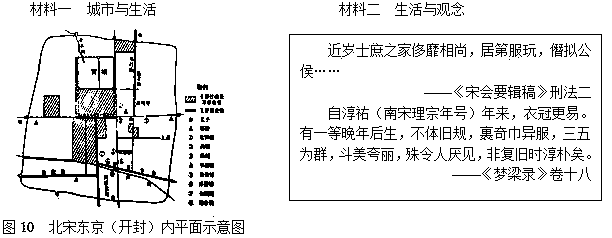 材料一　城市与生活
材料二　生活与观念
近岁士庶之家侈靡相尚，居第服玩，僭拟公
侯……
——《宋会要辑稿》刑法二
自淳祐（南宋理宗年号）年来，衣冠更易。
有一等晚年后生，不体旧规，裹奇巾异服，三五
为群，斗美夸丽，殊令人厌见，非复旧时淳朴矣。
——《梦梁录》卷十八
图10　北宋东京（开封）内平面示意图